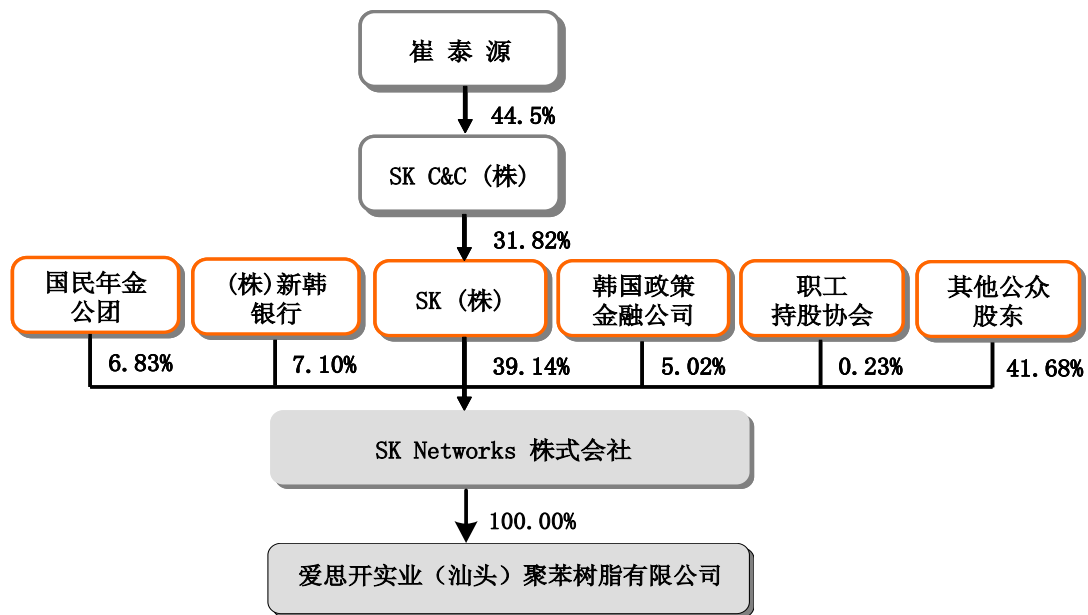 崔 泰 源
44.5%
SK C&C (株)
31.82%
国民年金
公团
(株)新韩
银行
SK (株)
韩国政策
金融公司
职工
持股协会
其他公众
股东
6.83%
7.10%
39.14%
5.02%
0.23%
41.68%
SK Networks 株式会社
100.00%
爱思开实业（汕头）聚苯树脂有限公司